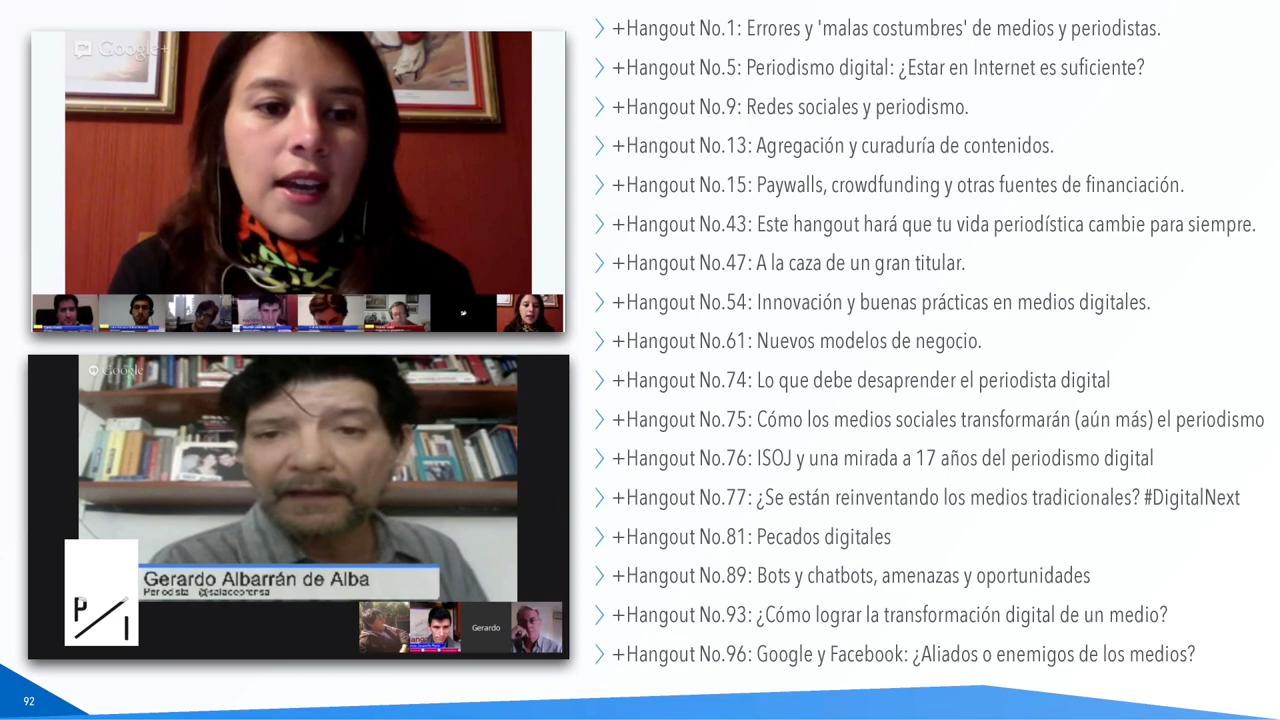 Google+
Google
Gerardo Albarrán de Alba
Periodista @saladeprensa
P/I
Gerardo
+Hangout No.1: Errores y 'malas costumbres' de medios y periodistas.
+Hangout No.5: Periodismo digital: ¿Estar en Internet es suficiente?
+Hangout No.9: Redes sociales y periodismo.
+Hangout No.13: Agregación y curaduría de contenidos.
+Hangout No.15: Paywalls, crowdfunding y otras fuentes de financiación.
+Hangout No.43: Este hangout hará que tu vida periodística cambie para siempre.
+Hangout No.47: A la caza de un gran titular.
+Hangout No.54: Innovación y buenas prácticas en medios digitales.
+Hangout No.61: Nuevos modelos de negocio.
+Hangout No.74: Lo que debe desaprender el periodista digital
+Hangout No.75: Cómo los medios sociales transformarán (aún más) el periodismo
+Hangout No.76: ISOJ y una mirada a 17 años del periodismo digital
+Hangout No.77: ¿Se están reinventando los medios tradicionales? #DigitalNext
+Hangout No.81: Pecados digitales
+Hangout No.89: Bots y chatbots, amenazas y oportunidades
+Hangout No.93: ¿Cómo lograr la transformación digital de un medio?
+Hangout No.96: Google y Facebook: ¿Aliados o enemigos de los medios?
92